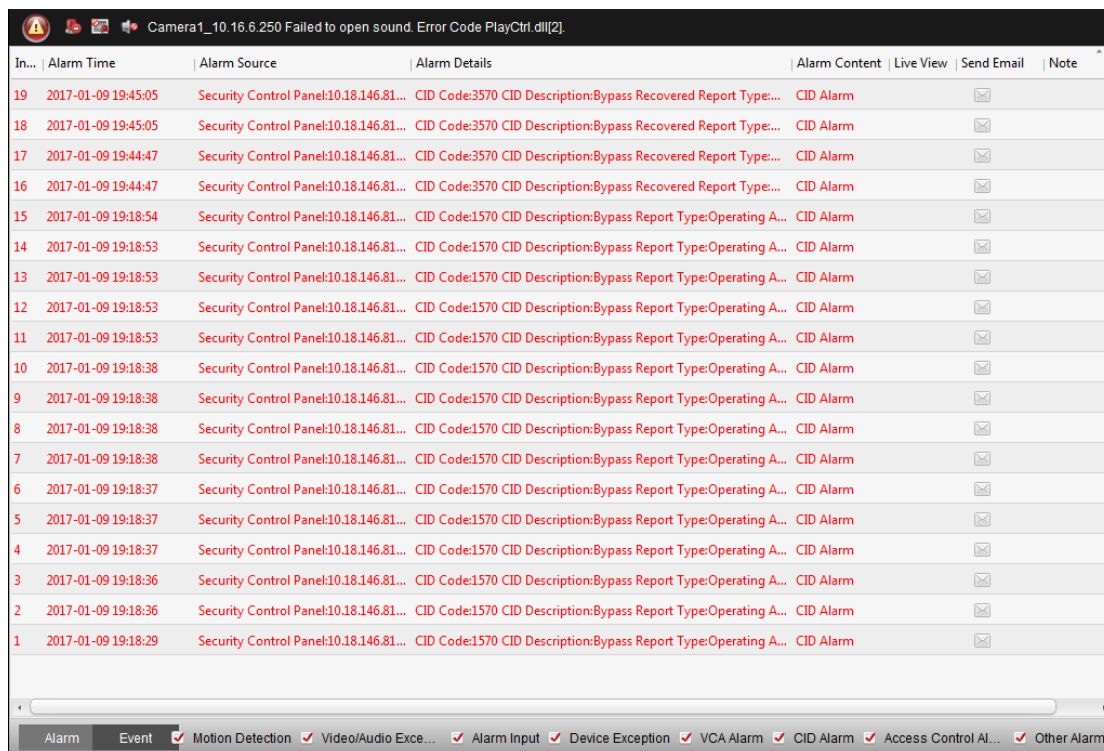 Camera1_10.16.6.250 Failed to open sound. Error Code PlayCtrl.dll[2].
In... Alarm Time Alarm Source Alarm Details Alarm Content Live View Send Email Note
19 2017-01-09 19:45:05 Security Control Panel:10.18.146.81... CID Code:3570 CID Description:Bypass Recovered Report Type:... CID Alarm
18 2017-01-09 19:45:05 Security Control Panel:10.18.146.81... CID Code:3570 CID Description:Bypass Recovered Report Type:... CID Alarm
17 2017-01-09 19:44:47 Security Control Panel:10.18.146.81... CID Code:3570 CID Description:Bypass Recovered Report Type:... CID Alarm
16 2017-01-09 19:44:47 Security Control Panel:10.18.146.81... CID Code:3570 CID Description:Bypass Recovered Report Type:... CID Alarm
15 2017-01-09 19:18:54 Security Control Panel:10.18.146.81... CID Code:1570 CID Description:Bypass Report Type:Operating A... CID Alarm
14 2017-01-09 19:18:53 Security Control Panel:10.18.146.81... CID Code:1570 CID Description:Bypass Report Type:Operating A... CID Alarm
13 2017-01-09 19:18:53 Security Control Panel:10.18.146.81... CID Code:1570 CID Description:Bypass Report Type:Operating A... CID Alarm
12 2017-01-09 19:18:53 Security Control Panel:10.18.146.81... CID Code:1570 CID Description:Bypass Report Type:Operating A... CID Alarm
11 2017-01-09 19:18:53 Security Control Panel:10.18.146.81... CID Code:1570 CID Description:Bypass Report Type:Operating A... CID Alarm
10 2017-01-09 19:18:38 Security Control Panel:10.18.146.81... CID Code:1570 CID Description:Bypass Report Type:Operating A... CID Alarm
9 2017-01-09 19:18:38 Security Control Panel:10.18.146.81... CID Code:1570 CID Description:Bypass Report Type:Operating A... CID Alarm
8 2017-01-09 19:18:38 Security Control Panel:10.18.146.81... CID Code:1570 CID Description:Bypass Report Type:Operating A... CID Alarm
7 2017-01-09 19:18:38 Security Control Panel:10.18.146.81... CID Code:1570 CID Description:Bypass Report Type:Operating A... CID Alarm
6 2017-01-09 19:18:37 Security Control Panel:10.18.146.81... CID Code:1570 CID Description:Bypass Report Type:Operating A... CID Alarm
5 2017-01-09 19:18:37 Security Control Panel:10.18.146.81... CID Code:1570 CID Description:Bypass Report Type:Operating A... CID Alarm
4 2017-01-09 19:18:37 Security Control Panel:10.18.146.81... CID Code:1570 CID Description:Bypass Report Type:Operating A... CID Alarm
3 2017-01-09 19:18:36 Security Control Panel:10.18.146.81... CID Code:1570 CID Description:Bypass Report Type:Operating A... CID Alarm
2 2017-01-09 19:18:36 Security Control Panel:10.18.146.81... CID Code:1570 CID Description:Bypass Report Type:Operating A... CID Alarm
1 2017-01-09 19:18:29 Security Control Panel:10.18.146.81... CID Code:1570 CID Description:Bypass Report Type:Operating A... CID Alarm
Alarm Event Motion Detection Video/Audio Exce... Alarm Input Device Exception VCA Alarm CID Alarm Access Control Al... Other Alarm